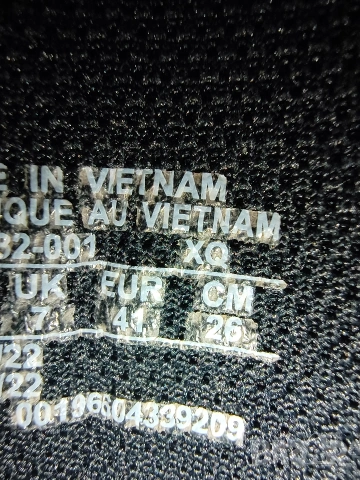 E IN VIETNAM
IQUE AU VIETNAM
32-001 XQ
UK EUR CM
7 41 26
/22
/22
00196604339209